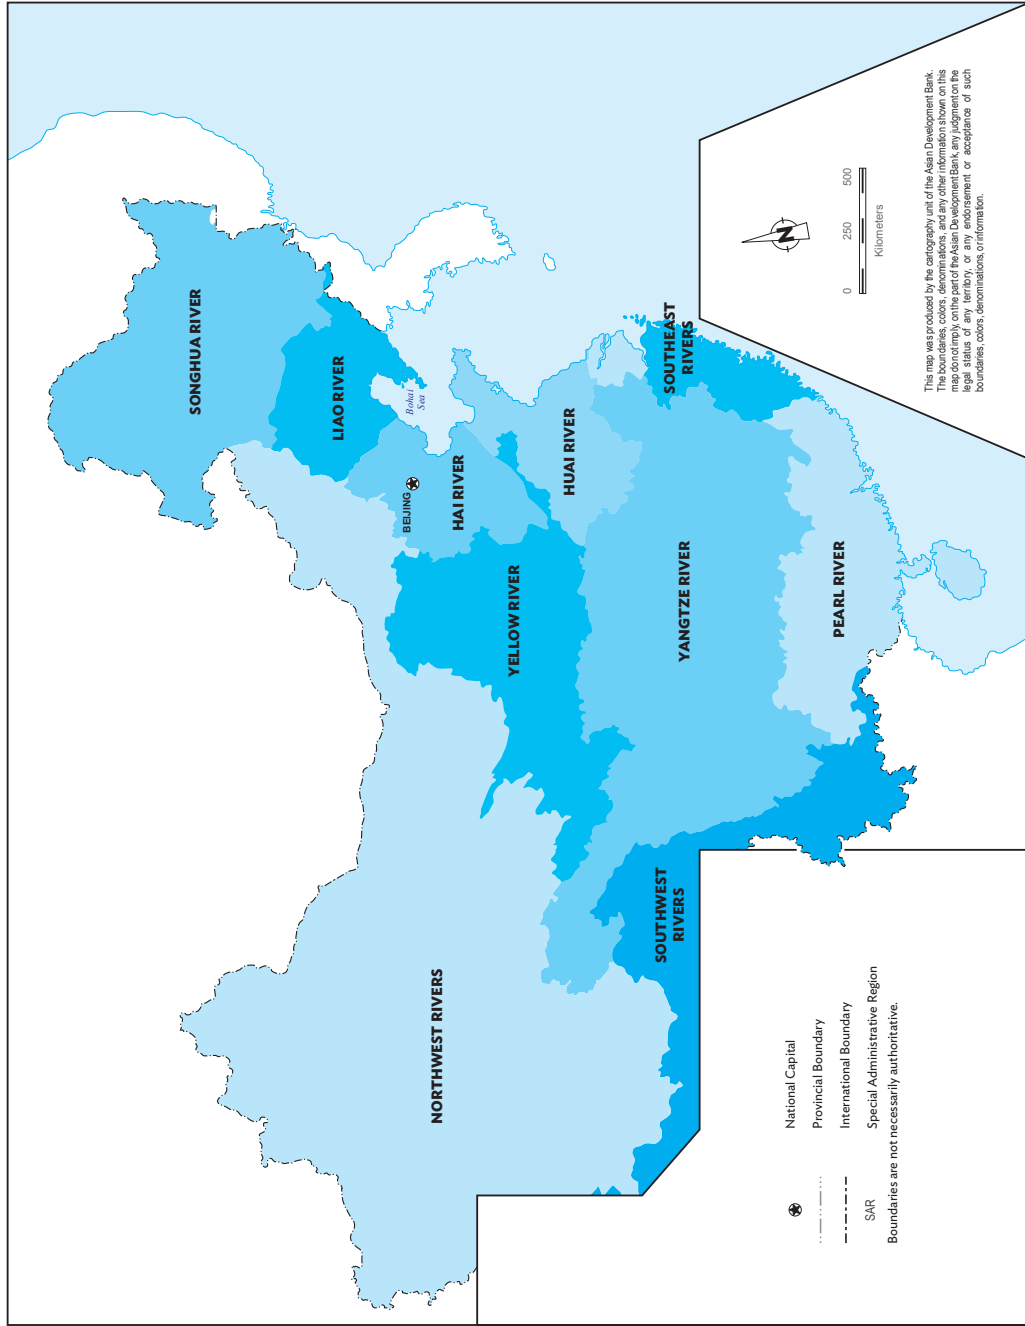 SONGHUA RIVER
LIAO RIVER
Bohai
Sea
BEIJING
HAI RIVER
HUAI RIVER
YELLOW RIVER
SOUTHEAST
RIVERS
YANGTZE RIVER
PEARL RIVER
NORTHWEST RIVERS
SOUTHWEST
RIVERS
N
0 250 500
Kilometers
This map was produced by the cartography unit of the Asian Development Bank.
The boundaries, colors, denominations, and any other information shown on this
map do not imply, on the part of the Asian Development Bank, any judgment on the
legal status of any territory, or any endorsement or acceptance of such
boundaries, colors, denominations, or information.
National Capital
Provincial Boundary
International Boundary
SAR Special Administrative Region
Boundaries are not necessarily authoritative.